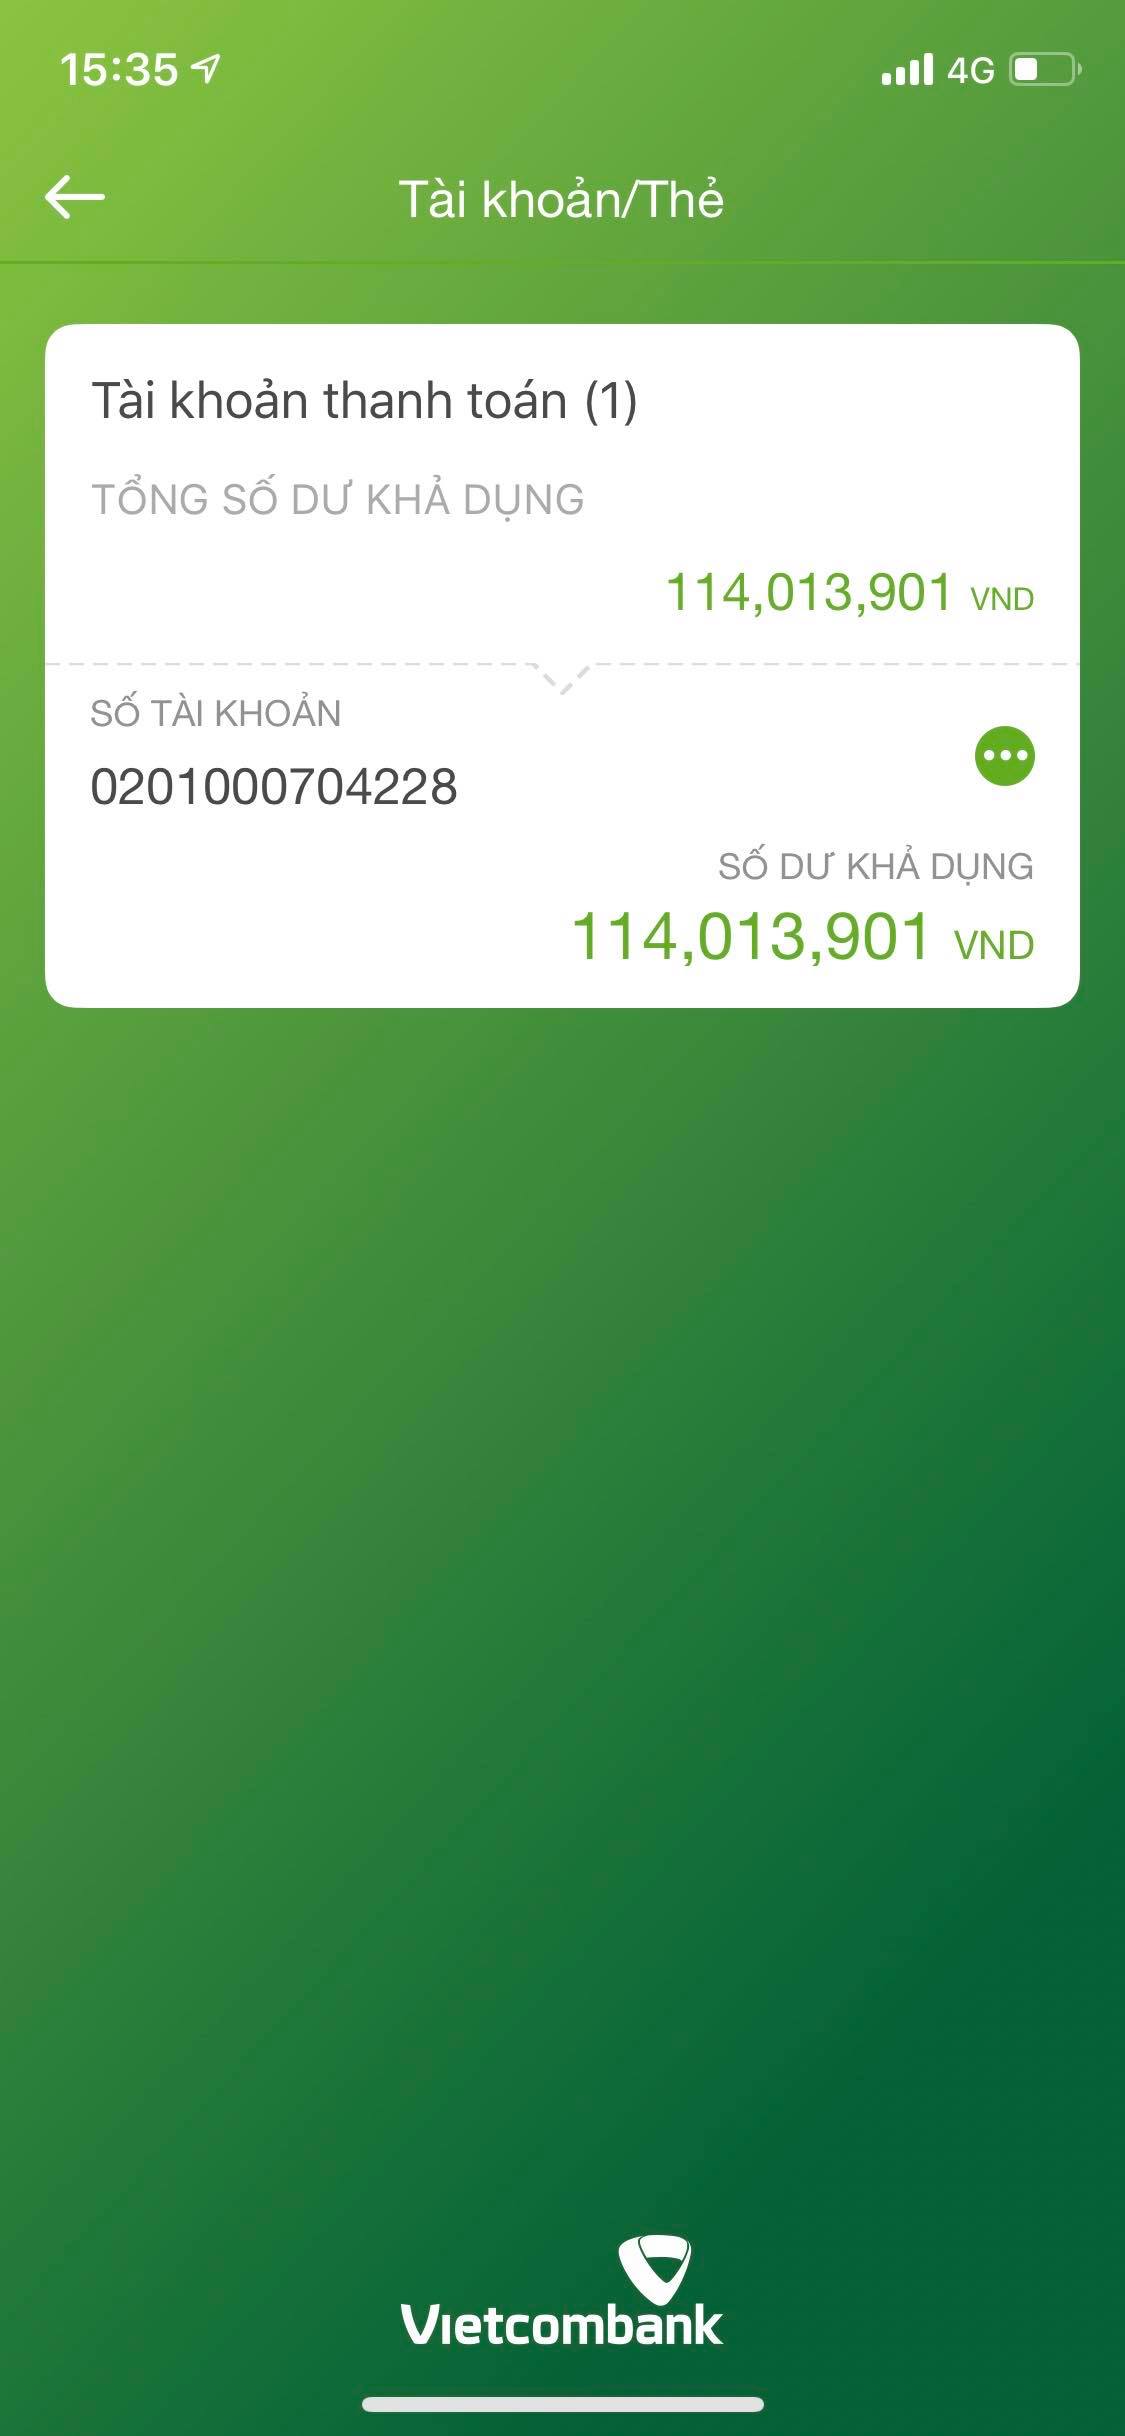 15:35
4G
Tài khoản/Thẻ
Tài khoản thanh toán (1)
TỔNG SỐ DƯ KHẢ DỤNG
114,013,901 VND
SỐ TÀI KHOẢN
0201000704228
SỐ DƯ KHẢ DỤNG
114,013,901 VND
Vietcombank